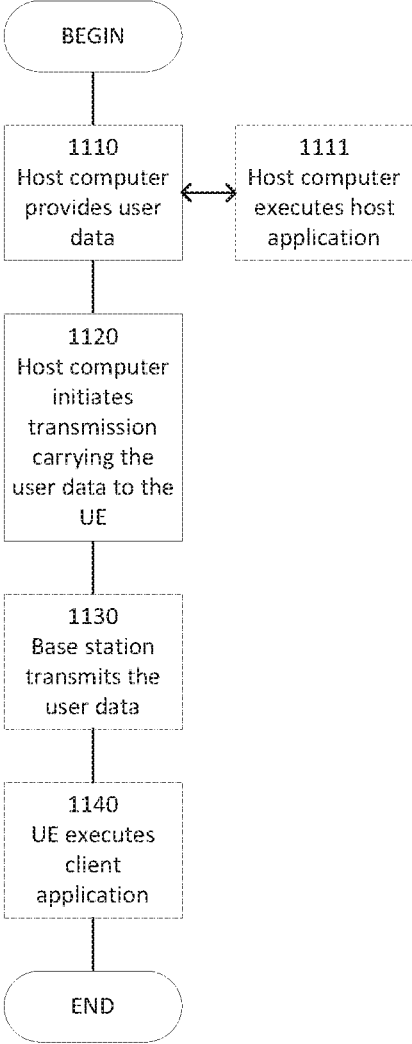 BEGIN
1110
Host computer
provides user
data
1111
Host computer
executes host
application
1120
Host computer
initiates
transmission
carrying the
user data to the
UE
1130
Base station
transmits the
user data
1140
UE executes
client
application
END